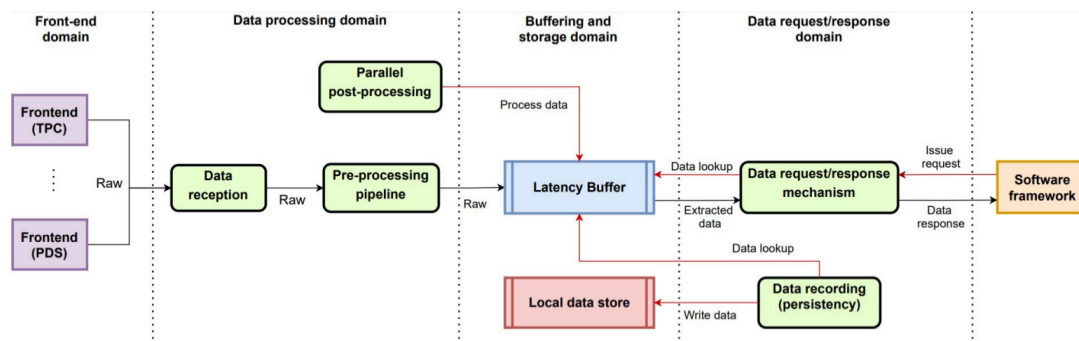 Front-end
domain
Data processing domain
Buffering and
storage domain
Data request/response
domain
Parallel
post-processing
Process data
Frontend
(TPC)
Raw
Frontend
(PDS)
Data
reception
Raw
Pre-processing
pipeline
Raw
Latency Buffer
Data lookup
Extracted
data
Data request/response
mechanism
Issue
request
Data
response
Software
framework
Data lookup
Local data store
Write data
Data recording
(persistency)